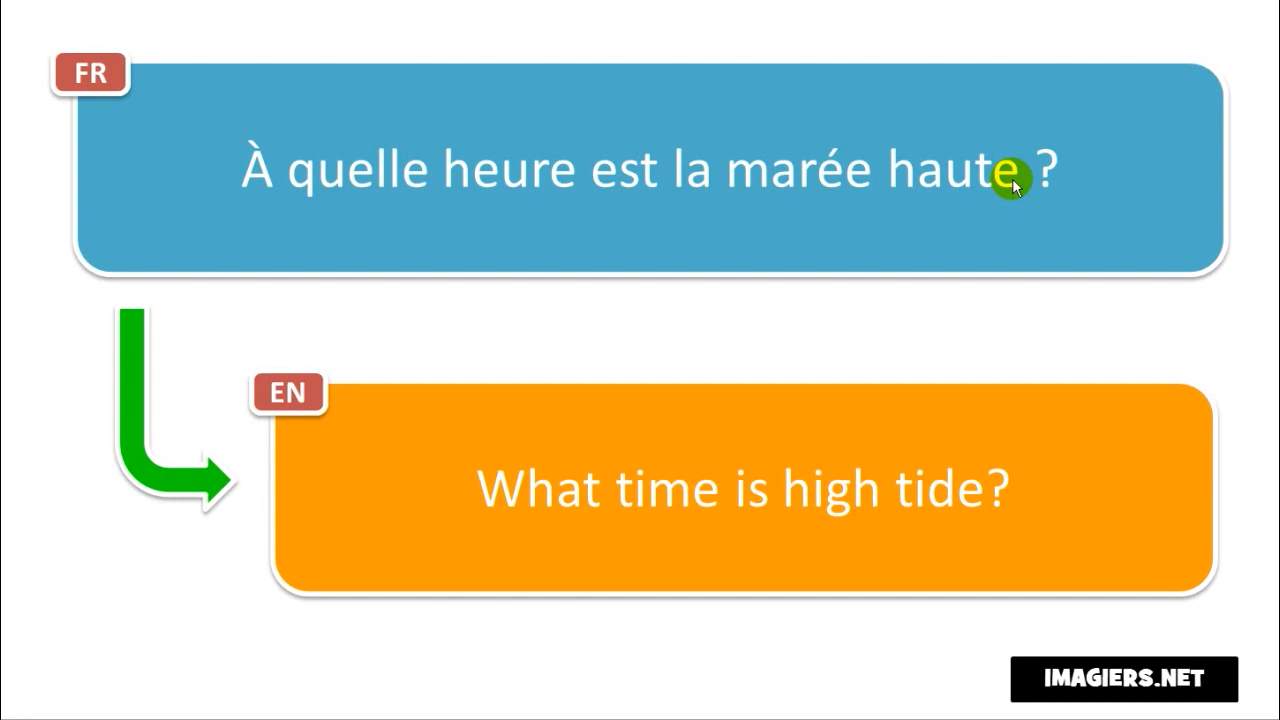 FR
À quelle heure est la marée haute ?
EN
What time is high tide?
IMAGIERS.NET